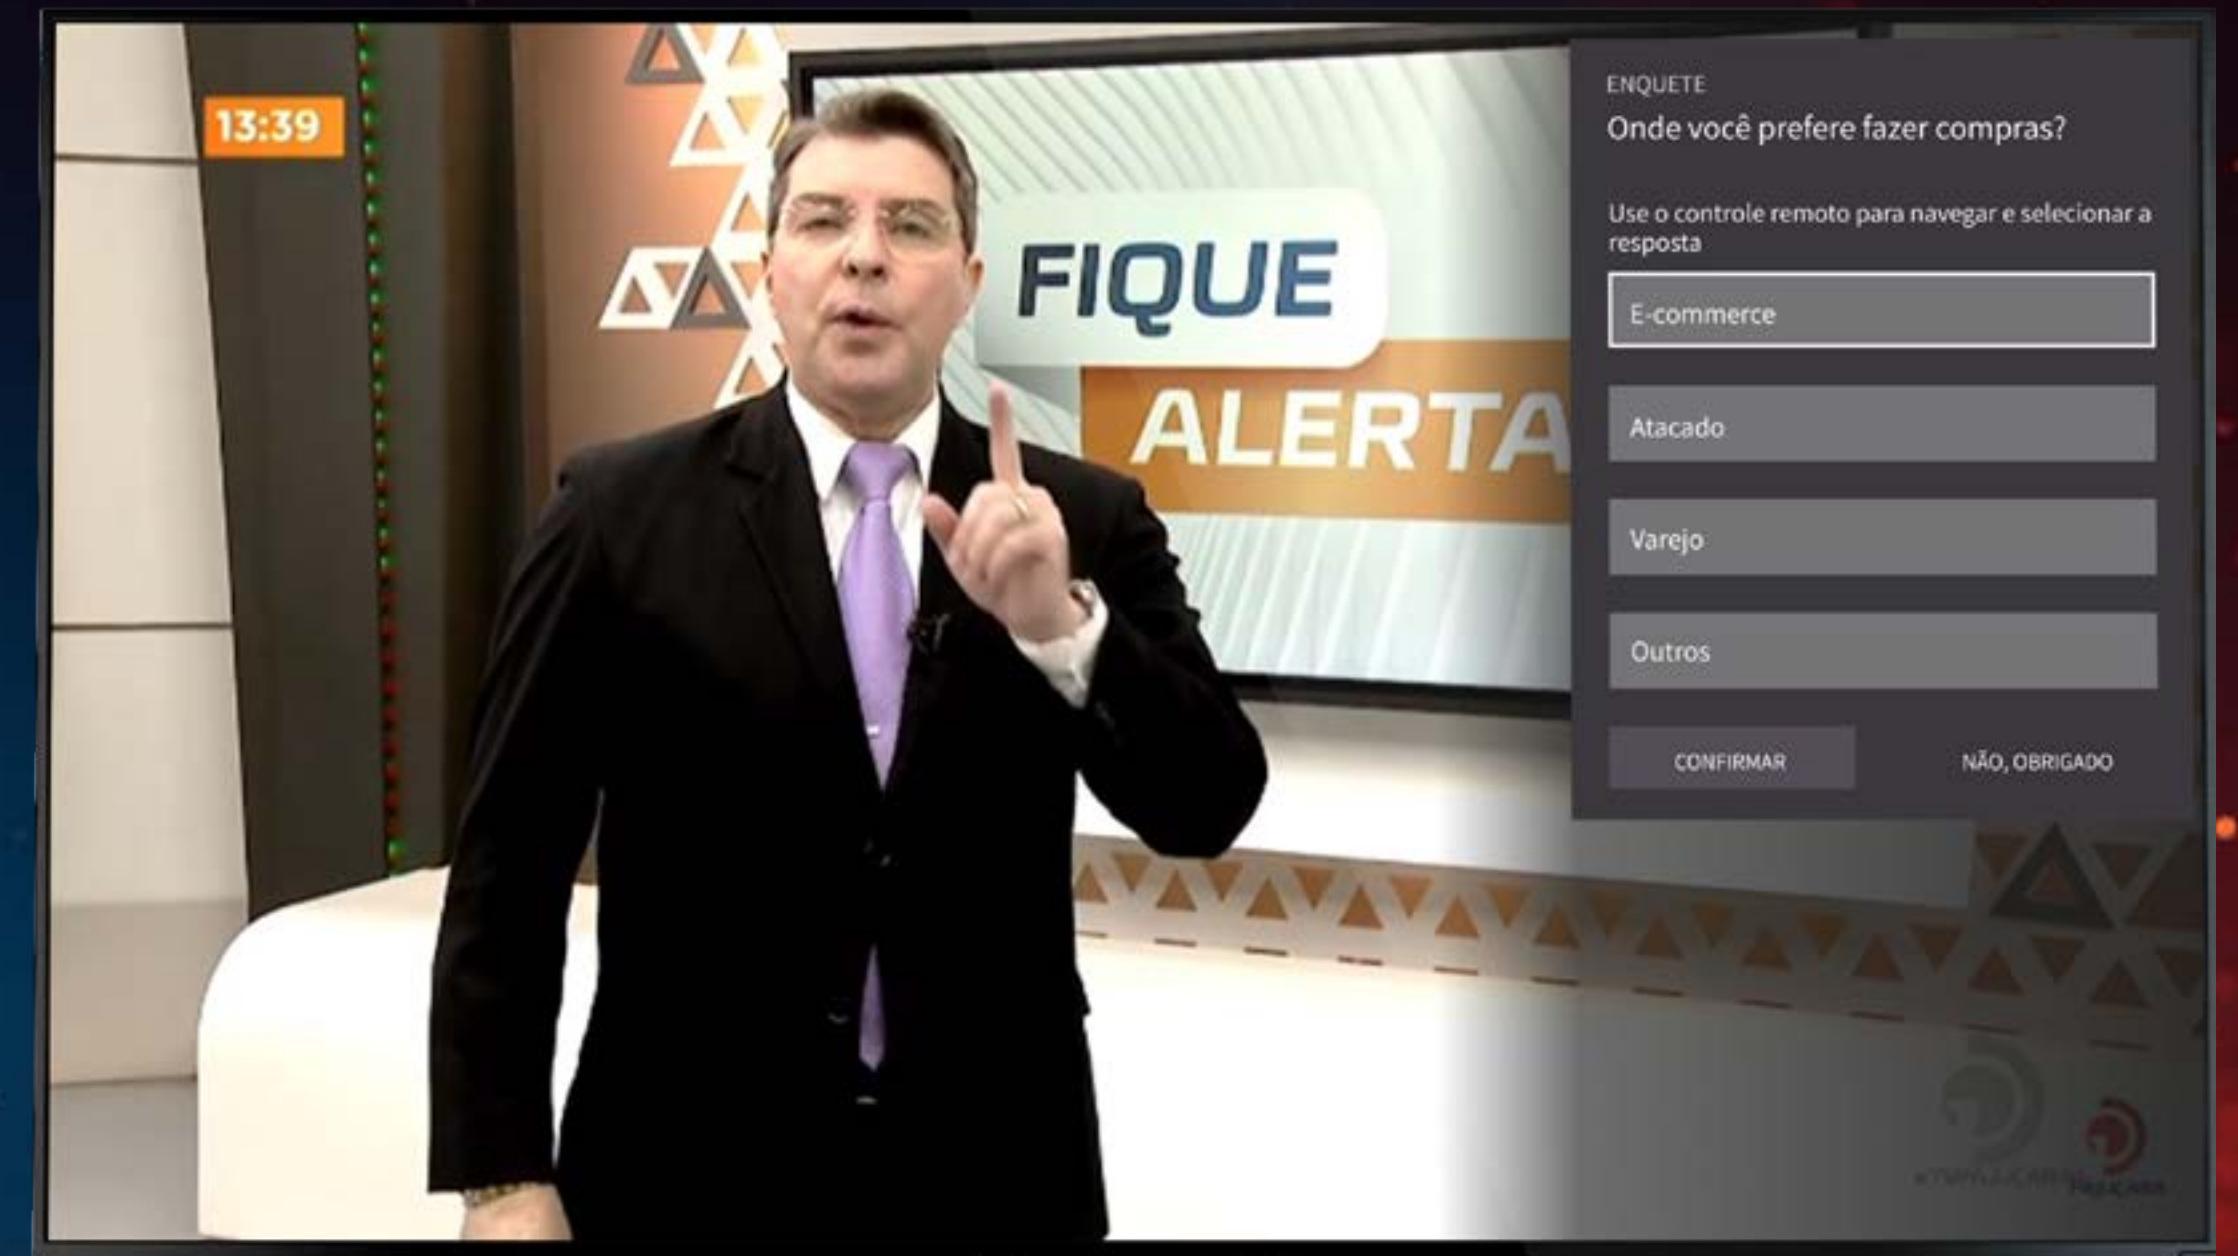 13:39
FIQUE
ALERTA
ENQUETE
Onde você prefere fazer compras?
Use o controle remoto para navegar e selecionar a
resposta
E-commerce
Atacado
Varejo
Outros
CONFIRMAR
NÃO, OBRIGADO